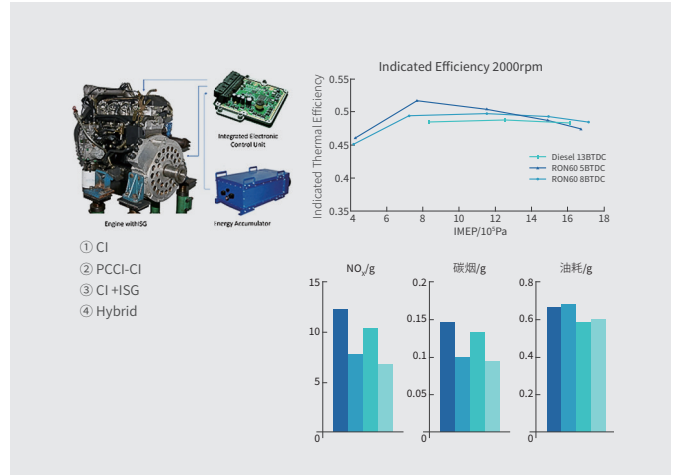 Integrated Electronic
Control Unit
Engine withISG
Energy Accumulator
① CI
② PCCI-CI
③ CI +ISG
④ Hybrid
Indicated Efficiency 2000rpm
Indicated Thermal Efficiency
0.55
0.5
0.45
0.4
0.35
4
6
8
10
12
14
16
18
IMEP/10⁵Pa
Diesel 13BTDC
RON60 5BTDC
RON60 8BTDC
NOₓ/g
15
10
5
0
碳烟/g
0.2
0.15
0.1
0.05
0
油耗/g
0.8
0.6
0.4
0.2
0